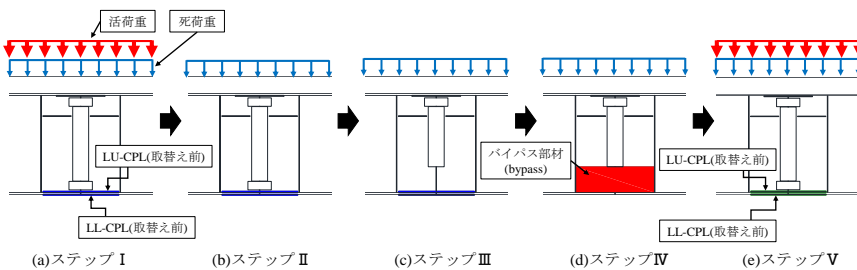 活荷重
死荷重
LU-CPL(取替え前)
LL-CPL(取替え前)
バイパス部材
(bypass)
LU-CPL(取替え前)
LL-CPL(取替え前)
(a)ステップⅠ
(b)ステップⅡ
(c)ステップⅢ
(d)ステップⅣ
(e)ステップⅤ